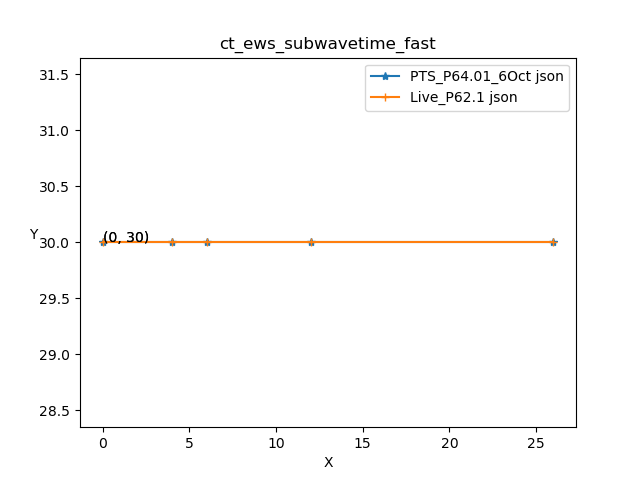 ct_ews_subwavetime_fast
PTS_P64.01_6Oct json
Live_P62.1 json
31.5
31.0
30.5
Y
30.0
29.5
29.0
28.5
(0, 30)
0 5 10 15 20 25
X